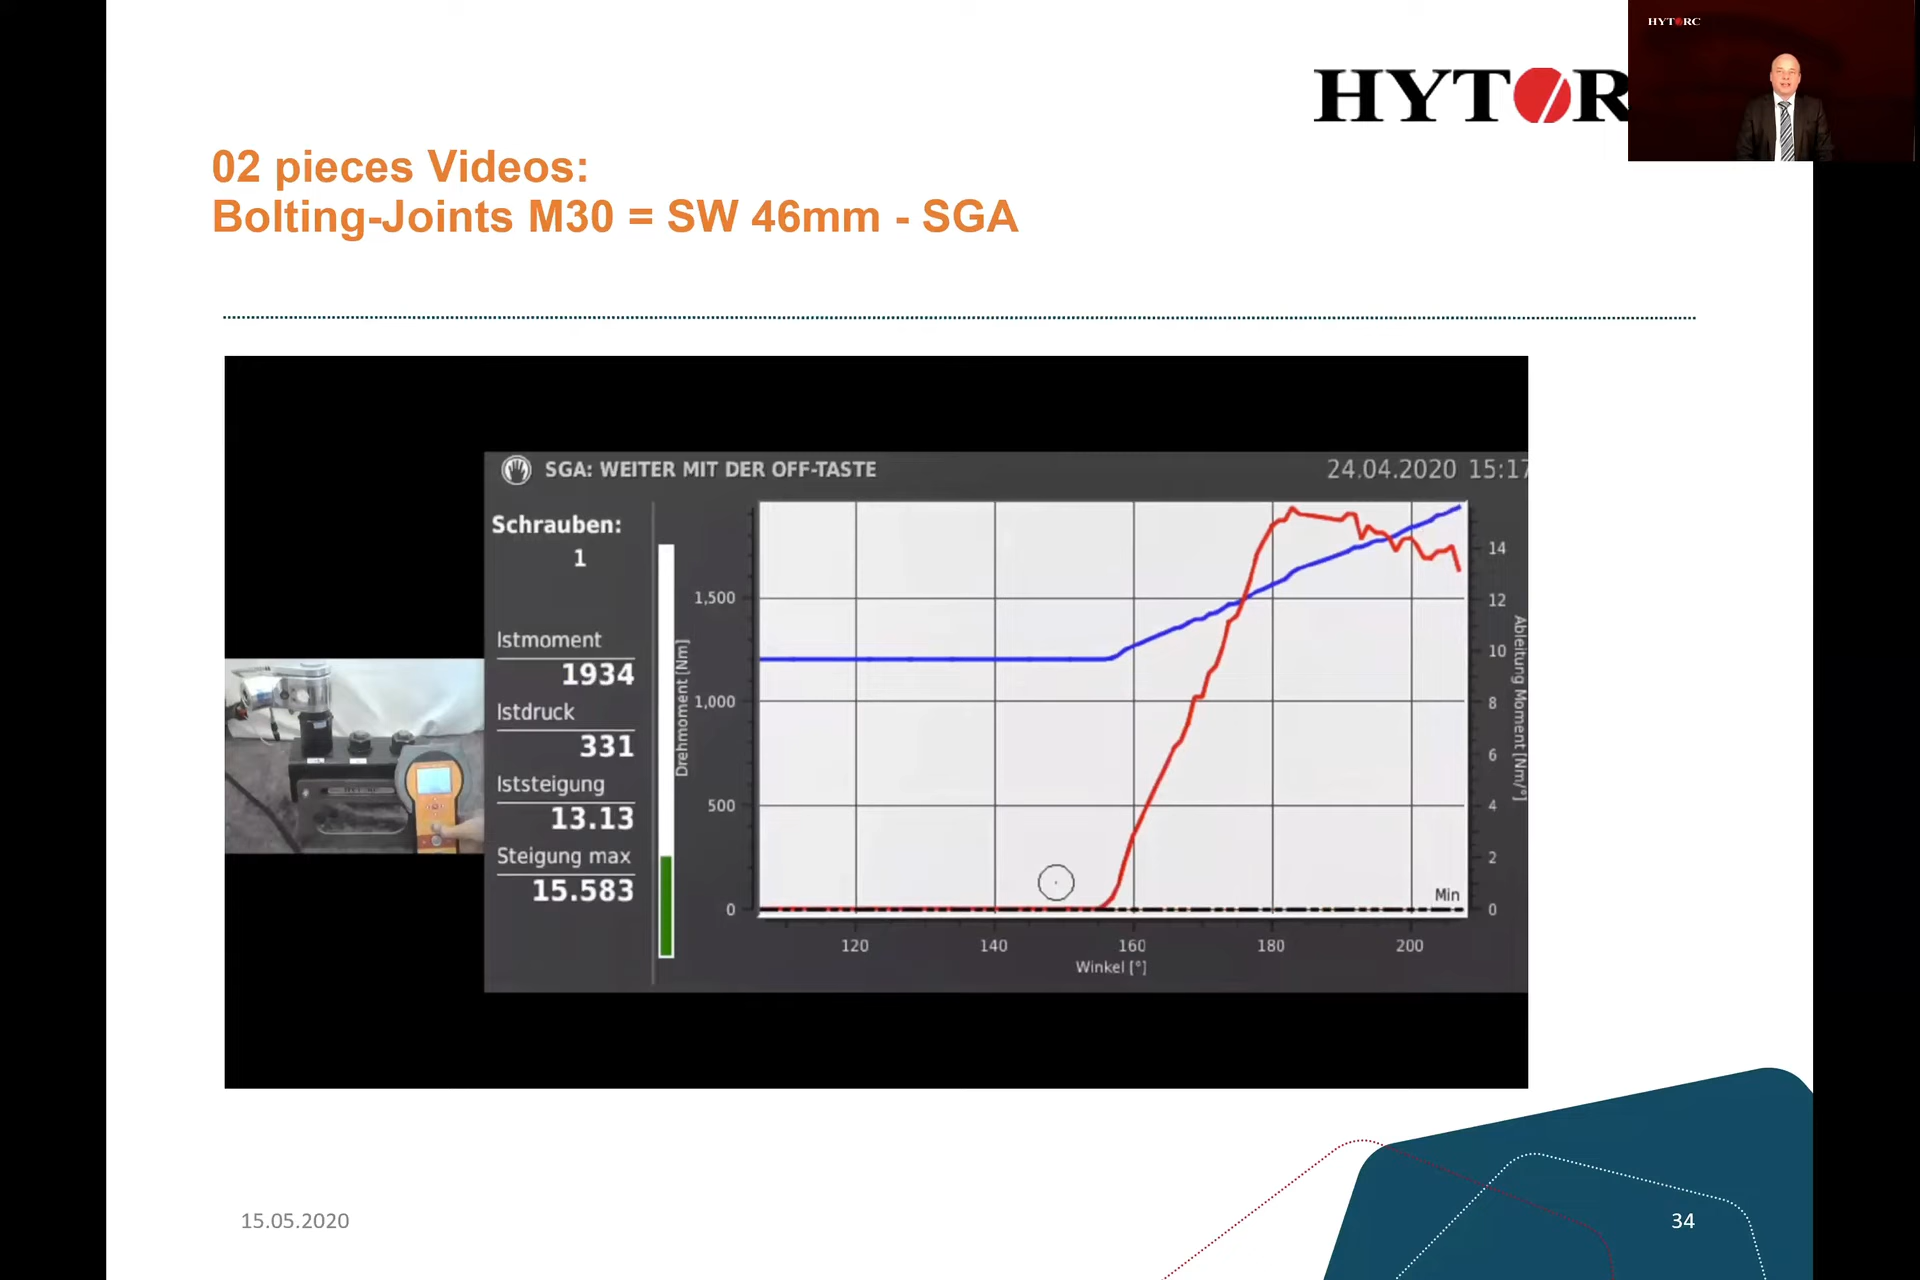 HYTORC
HYTOR
02 pieces Videos:
Bolting-Joints M30 = SW 46mm - SGA
SGA: WEITER MIT DER OFF-TASTE
24.04.2020 15:17
Schrauben:
1
Istmoment
1934
Istdruck
331
Iststeigung
13.13
Steigung max
15.583
Drehmoment [Nm]
1,500
1,000
500
0
120
140
160
180
200
Winkel [°]
Min
14
12
10
8
6
4
2
0
Ableitung Moment [Nm/°]
15.05.2020
34